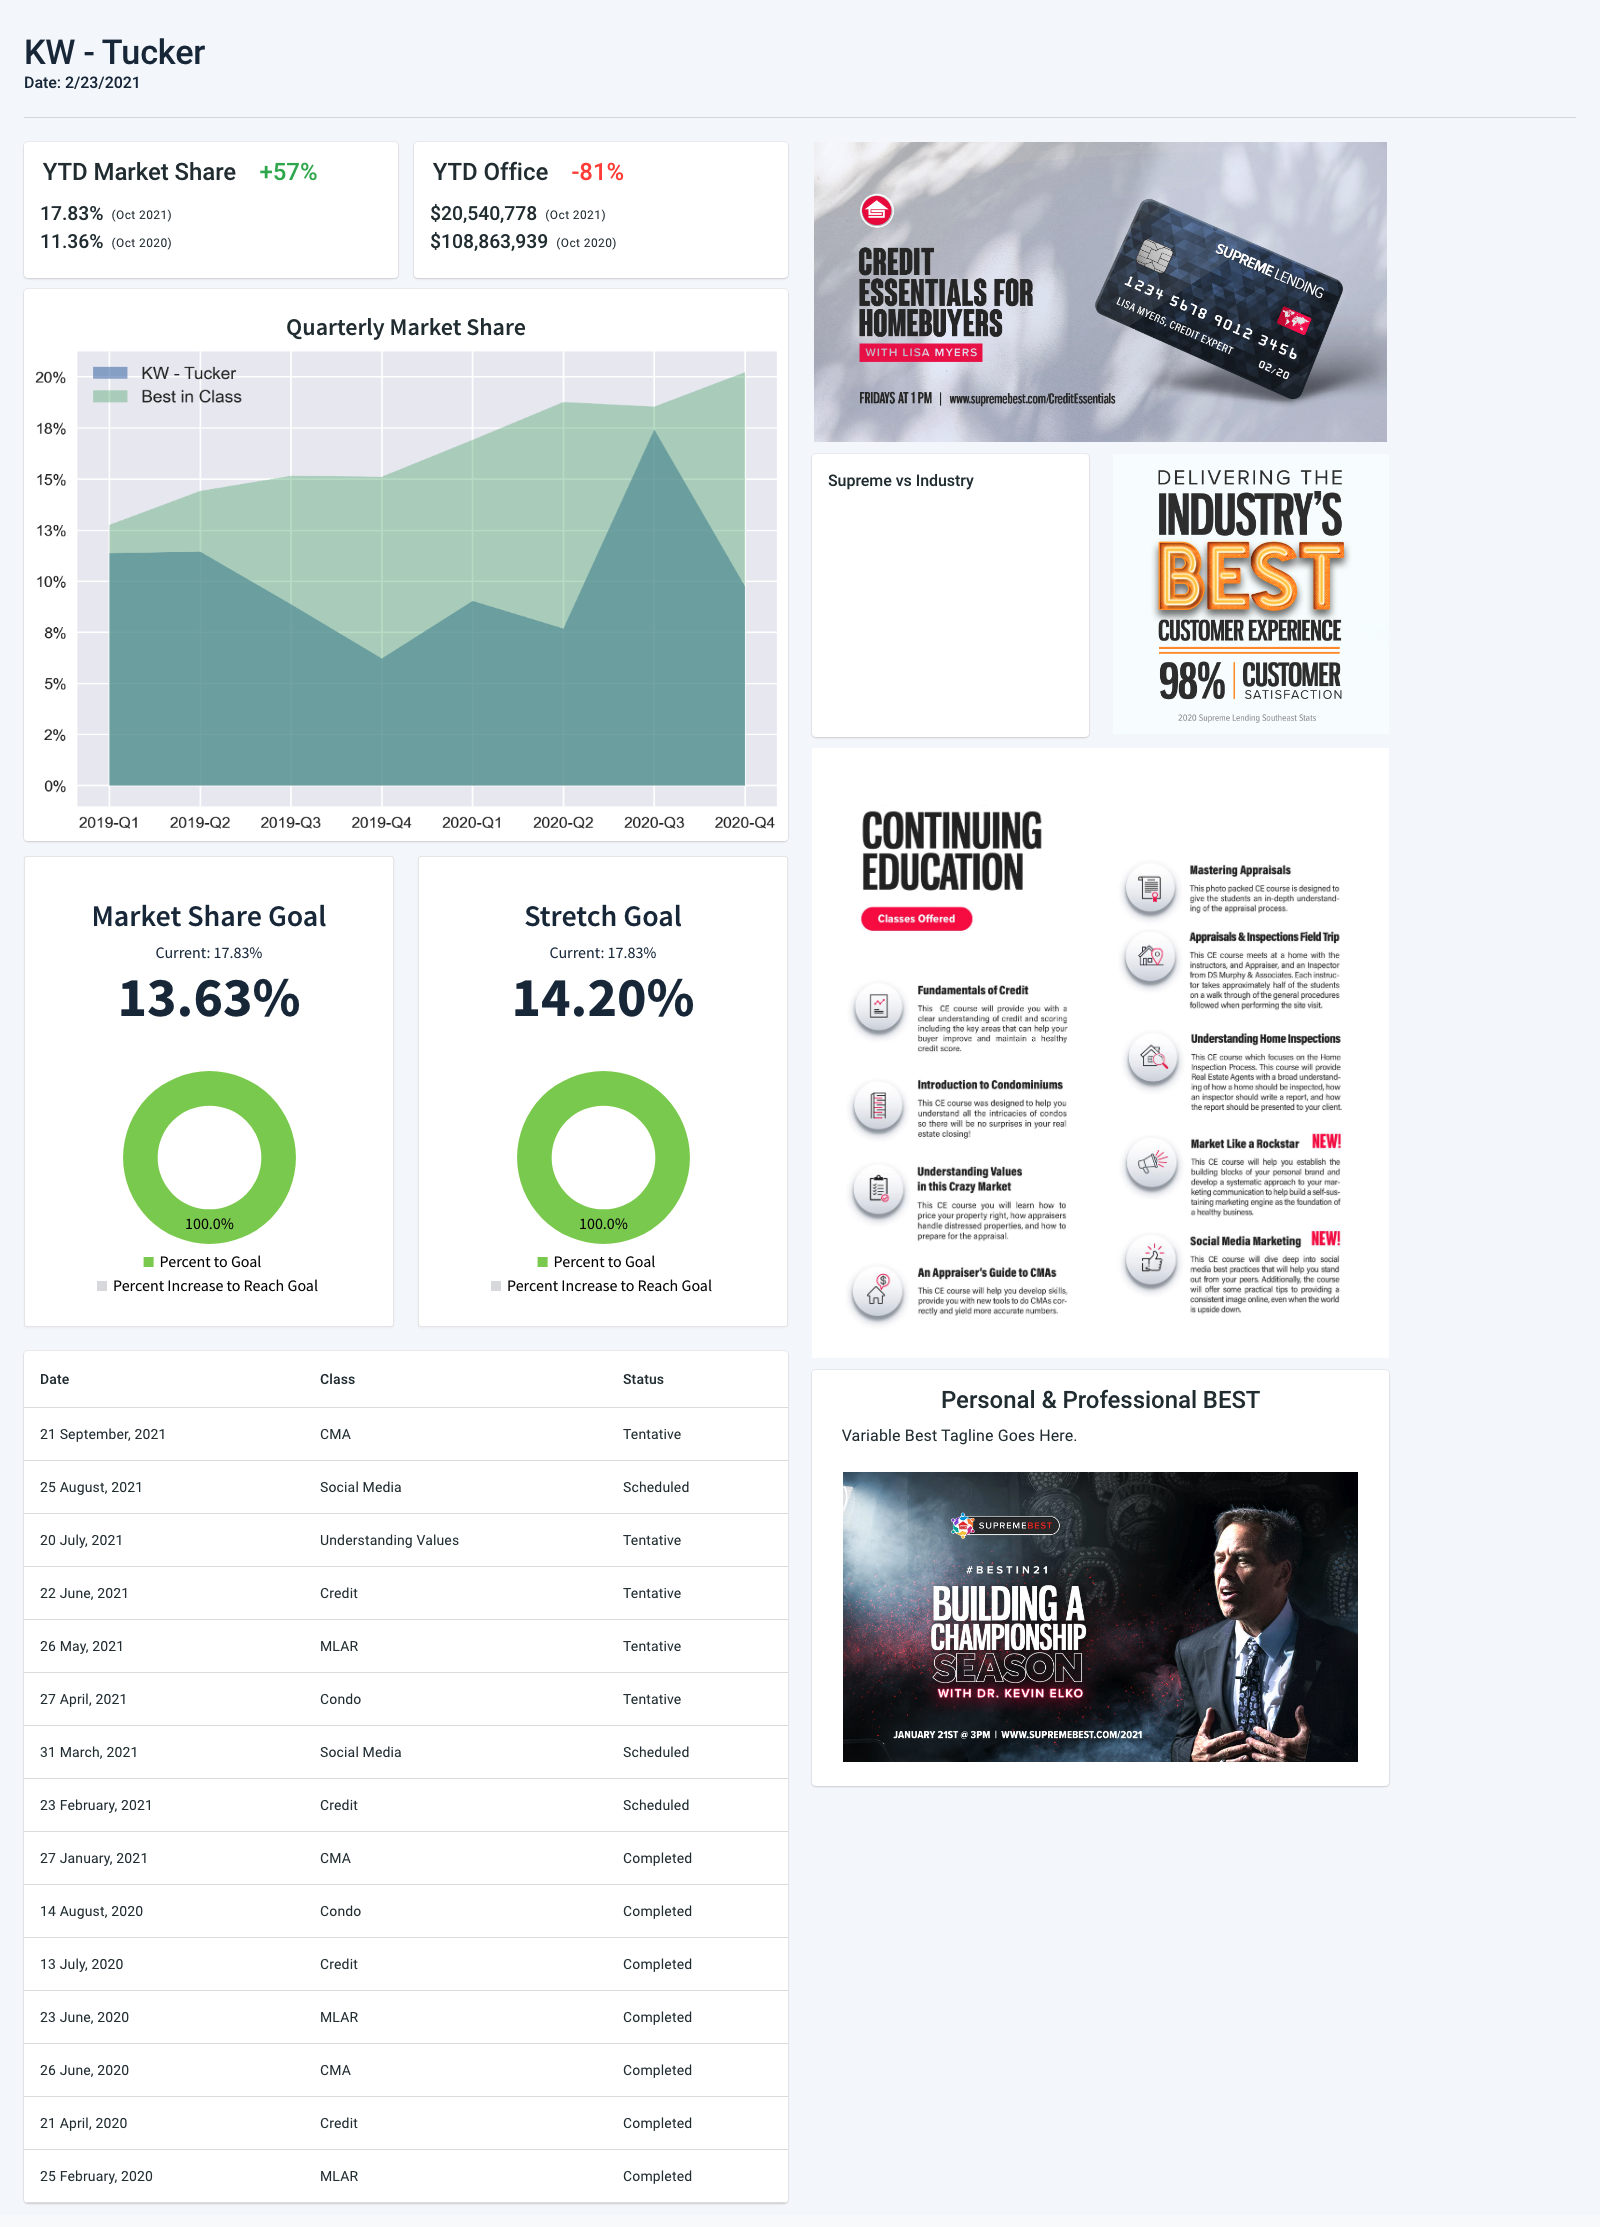 KW - Tucker
Date: 2/23/2021
YTD Market Share +57%
17.83% (Oct 2021)
11.36% (Oct 2020)
YTD Office -81%
$20,540,778 (Oct 2021)
$108,863,939 (Oct 2020)
Quarterly Market Share
KW - Tucker
Best in Class
20%
18%
15%
13%
10%
8%
5%
2%
0%
2019-Q1 2019-Q2 2019-Q3 2019-Q4 2020-Q1 2020-Q2 2020-Q3 2020-Q4
Market Share Goal
Current: 17.83%
13.63%
100.0%
Percent to Goal
Percent Increase to Reach Goal
Stretch Goal
Current: 17.83%
14.20%
100.0%
Percent to Goal
Percent Increase to Reach Goal
Date Class Status
21 September, 2021 CMA Tentative
25 August, 2021 Social Media Scheduled
20 July, 2021 Understanding Values Tentative
22 June, 2021 Credit Tentative
26 May, 2021 MLAR Tentative
27 April, 2021 Condo Tentative
31 March, 2021 Social Media Scheduled
23 February, 2021 Credit Scheduled
27 January, 2021 CMA Completed
14 August, 2020 Condo Completed
13 July, 2020 Credit Completed
23 June, 2020 MLAR Completed
26 June, 2020 CMA Completed
21 April, 2020 Credit Completed
25 February, 2020 MLAR Completed
CREDIT
ESSENTIALS FOR
HOMEBUYERS
WITH LISA MYERS
FRIDAYS AT 1 PM | www.supremebest.com/CreditEssentials
SUPREME LENDING
1234 5678 9012 3456
LISA MYERS, CREDIT EXPERT
02/20
Supreme vs Industry
DELIVERING THE
INDUSTRY'S
BEST
CUSTOMER EXPERIENCE
98% CUSTOMER
SATISFACTION
2020 Supreme Lending Southeast Stats
CONTINUING
EDUCATION
Classes Offered
Fundamentals of Credit
This CE course will provide you with a
clear understanding of credit and scoring
including the key areas that can help your
buyer improve and maintain a healthy
credit score.
Introduction to Condominiums
This CE course was designed to help you
understand all the intricacies of condos
so there will be no surprises in your real
estate closing!
Understanding Values
in this Crazy Market
This CE course you will learn how to
price your property right, how appraisers
handle distressed properties, and how to
prepare for the appraisal.
An Appraiser's Guide to CMAs
This CE course will help you develop skills,
provide you with new tools to do CMAs cor-
rectly and yield more accurate numbers.
Mastering Appraisals
This photo packed CE course is designed to
give the students an in-depth understand-
ing of the appraisal process.
Appraisals & Inspections Field Trip
This CE course meets at a home with the
instructors, and Appraiser, and an Inspector
from DS Murphy & Associates. Each instruc-
tor takes approximately half of the students
on a walk through of the general procedures
followed when performing the site visit.
Understanding Home Inspections
This CE course which focuses on the Home
Inspection Process. This course will provide
Real Estate Agents with a broad understand-
ing of how a home should be inspected, how
an inspector should write a report, and how
the report should be presented to your client.
Market Like a Rockstar NEW!
This CE course will help you establish the
building blocks of your personal brand and
develop a systematic approach to your mar-
keting communication to help build a self-sus-
taining marketing engine as the foundation of
a healthy business.
Social Media Marketing NEW!
This CE course will dive deep into social
media best practices that will help you stand
out from your peers. Additionally, the course
will offer some practical tips to providing a
consistent image online, even when the world
is upside down.
Personal & Professional BEST
Variable Best Tagline Goes Here.
SUPREMEBEST
#BESTIN21
BUILDING A
CHAMPIONSHIP
SEASON
WITH DR. KEVIN ELKO
JANUARY 21ST @ 3PM | WWW.SUPREMEBEST.COM/2021